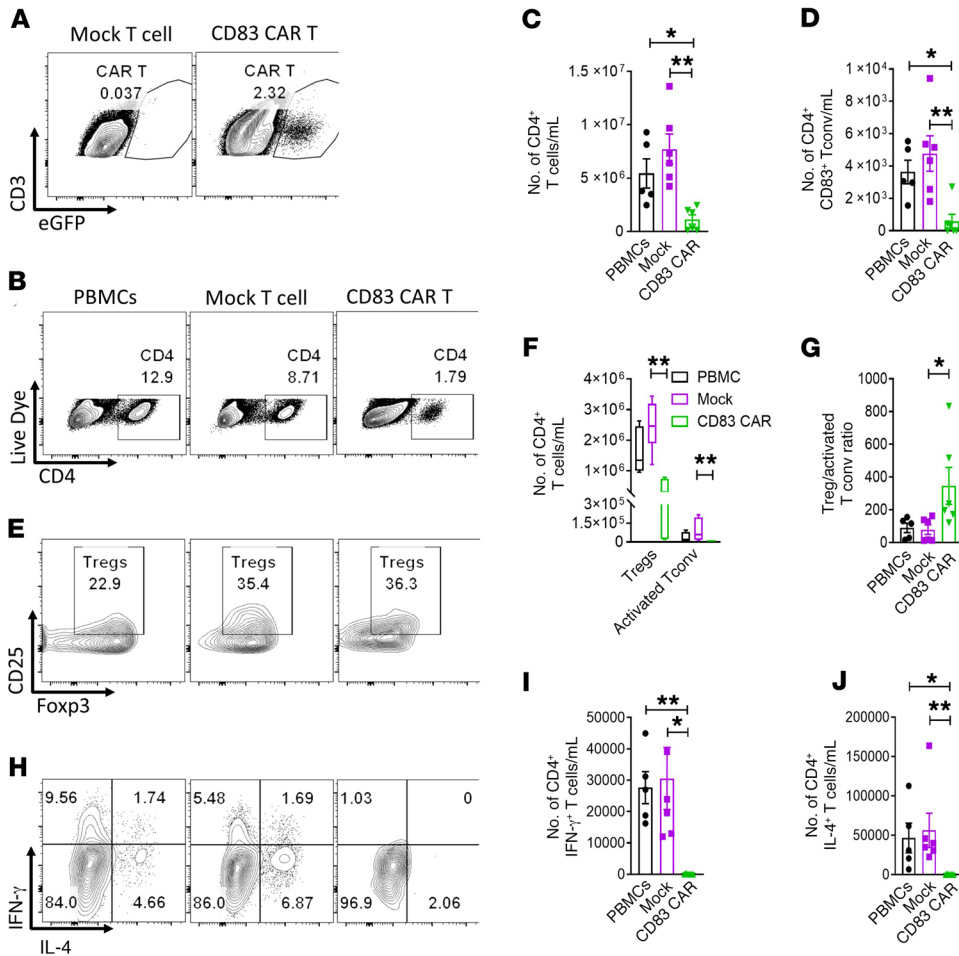 A
Mock T cell
CD83 CAR T
CAR T
0.037
CAR T
2.32
CD3
eGFP
B
PBMCs
Mock T cell
CD83 CAR T
CD4
12.9
CD4
8.71
CD4
1.79
Live Dye
CD4
C
No. of CD4⁺
T cells/mL
1.5 ×10⁷
1 ×10⁷
5 ×10⁶
0
*
**
PBMCs
Mock
CD83 CAR
D
No. of CD4⁺
CD83⁺ Tconv/mL
1 ×10⁴
8 ×10³
6 ×10³
4 ×10³
2 ×10³
0
*
**
PBMCs
Mock
CD83 CAR
E
Tregs
22.9
Tregs
35.4
Tregs
36.3
CD25
Foxp3
F
No. of CD4⁺
T cells/mL
4×10⁶
3×10⁶
2×10⁶
1×10⁶
3×10⁵
1.5×10⁵
0
**
**
PBMC
Mock
CD83 CAR
Tregs
Activated Tconv
G
Treg/activated
T conv ratio
1000
800
600
400
200
0
*
PBMCs
Mock
CD83 CAR
H
9.56
1.74
84.0
4.66
5.48
1.69
86.0
6.87
1.03
0
96.9
2.06
IFN-γ
IL-4
I
No. of CD4⁺
IFN-γ⁺ T cells/mL
50000
40000
30000
20000
10000
0
**
*
PBMCs
Mock
CD83 CAR
J
No. of CD4⁺
IL-4⁺ T cells/mL
200000
150000
100000
50000
0
*
**
PBMCs
Mock
CD83 CAR